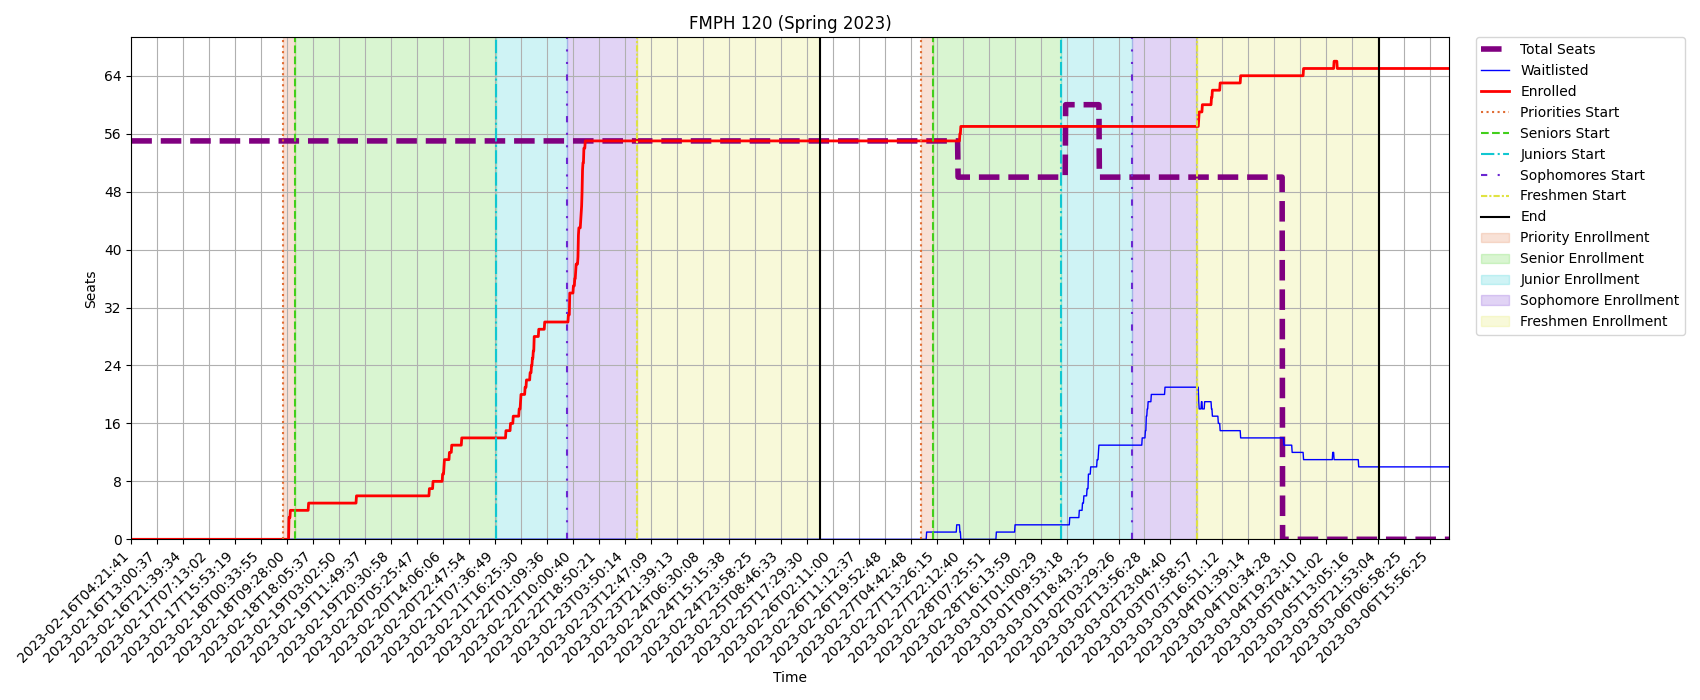 FMPH 120 (Spring 2023)
Seats
64
56
48
40
32
24
16
8
0
2023-02-16T04:21:41
2023-02-16T13:00:37
2023-02-16T21:39:34
2023-02-17T07:13:02
2023-02-17T15:53:19
2023-02-18T00:33:55
2023-02-18T09:28:00
2023-02-18T18:05:37
2023-02-19T03:02:50
2023-02-19T11:49:37
2023-02-19T20:30:58
2023-02-20T05:25:47
2023-02-20T14:06:06
2023-02-20T22:47:54
2023-02-21T07:36:49
2023-02-21T16:25:30
2023-02-22T01:09:36
2023-02-22T10:00:40
2023-02-22T18:50:21
2023-02-23T03:50:14
2023-02-23T12:47:09
2023-02-23T21:39:13
2023-02-24T06:30:08
2023-02-24T15:15:38
2023-02-24T23:58:25
2023-02-25T08:46:33
2023-02-25T17:29:30
2023-02-26T02:11:00
2023-02-26T11:12:37
2023-02-26T19:52:48
2023-02-27T04:42:48
2023-02-27T13:26:15
2023-02-27T22:12:40
2023-02-28T07:25:51
2023-02-28T16:13:59
2023-03-01T01:00:29
2023-03-01T09:53:18
2023-03-01T18:43:25
2023-03-02T03:29:26
2023-03-02T13:56:28
2023-03-02T23:04:40
2023-03-03T07:58:57
2023-03-03T16:51:12
2023-03-04T01:39:14
2023-03-04T10:34:28
2023-03-04T19:23:10
2023-03-05T04:11:02
2023-03-05T13:05:16
2023-03-05T21:53:04
2023-03-06T06:58:25
2023-03-06T15:56:25
Time
Total Seats
Waitlisted
Enrolled
Priorities Start
Seniors Start
Juniors Start
Sophomores Start
Freshmen Start
End
Priority Enrollment
Senior Enrollment
Junior Enrollment
Sophomore Enrollment
Freshmen Enrollment